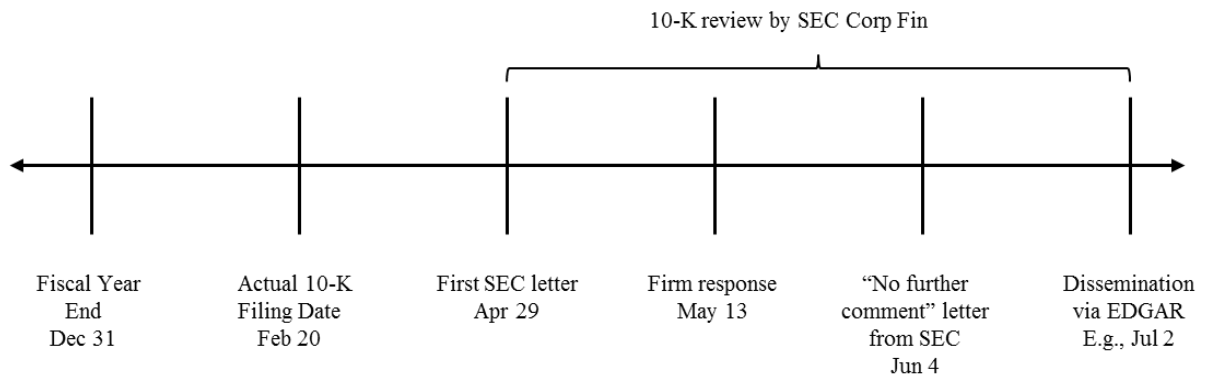 10-K review by SEC Corp Fin
Fiscal Year
End
Dec 31
Actual 10-K
Filing Date
Feb 20
First SEC letter
Apr 29
Firm response
May 13
“No further
comment” letter
from SEC
Jun 4
Dissemination
via EDGAR
E.g., Jul 2